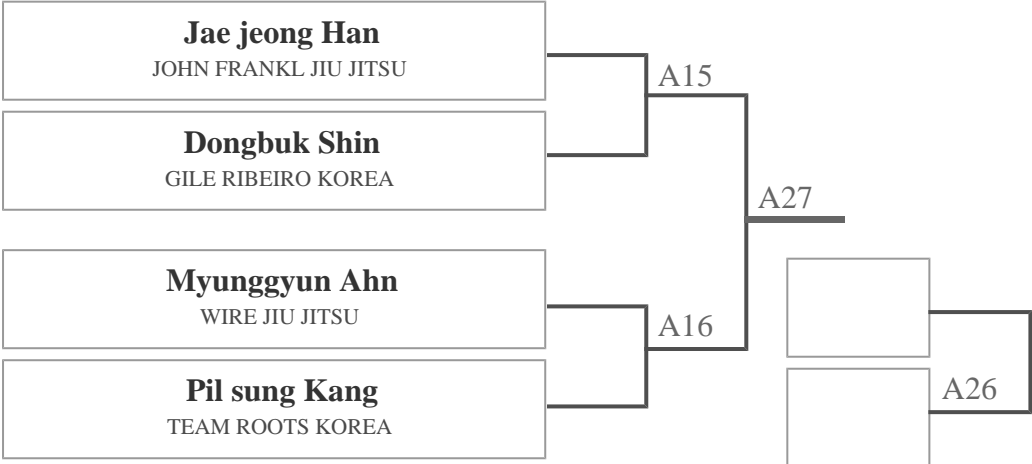 Jae jeong Han
JOHN FRANKL JIU JITSU
A15
Dongbuk Shin
GILE RIBEIRO KOREA
A27
Myunggyun Ahn
WIRE JIU JITSU
A16
Pil sung Kang
TEAM ROOTS KOREA
A26